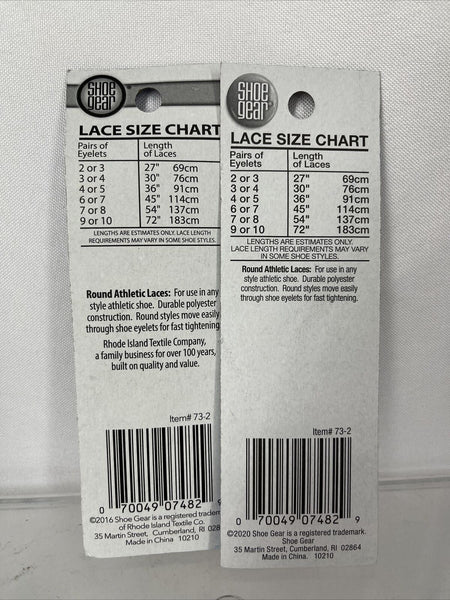 SHOE
gear
LACE SIZE CHART
Pairs of Eyelets Length of Laces
2 or 3 27" 69cm
3 or 4 30" 76cm
4 or 5 36" 91cm
6 or 7 45" 114cm
7 or 8 54" 137cm
9 or 10 72" 183cm
LENGTHS ARE ESTIMATES ONLY. LACE LENGTH
REQUIREMENTS MAY VARY IN SOME SHOE STYLES.
Round Athletic Laces: For use in any
style athletic shoe. Durable polyester
construction. Round styles move easily
through shoe eyelets for fast tightening
Rhode Island Textile Company,
a family business for over 100 years,
built on quality and value.
Item# 73-2
0 70049 07482 9
©2016 Shoe Gear is a registered tradem
of Rhode Island Textile Co.
35 Martin Street, Cumberland, RI 028
Made in China 10210
SHOE
gear
LACE SIZE CHART
Pairs of Eyelets Length of Laces
2 or 3 27" 69cm
3 or 4 30" 76cm
4 or 5 36" 91cm
6 or 7 45" 114cm
7 or 8 54" 137cm
9 or 10 72" 183cm
LENGTHS ARE ESTIMATES ONLY.
LACE LENGTH REQUIREMENTS MAY VARY
IN SOME SHOE STYLES.
Round Athletic Laces: For use in any
style athletic shoe. Durable polyester
construction. Round styles move easily
through shoe eyelets for fast tightening.
Item# 73-2
0 70049 07482 9
©2020 Shoe Gear is a registered trademark
Shoe Gear
35 Martin Street, Cumberland, RI 02864
Made in China. 10210